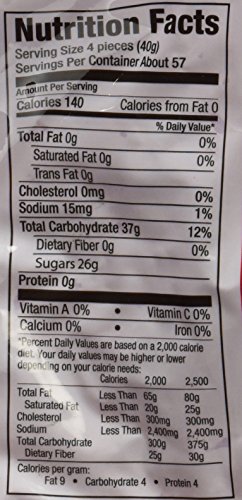 Nutrition Facts
Serving Size 4 pieces (40g)
Servings Per Container About 57
Amount Per Serving
Calories 140 Calories from Fat 0
% Daily Value*
Total Fat 0g 0%
Saturated Fat 0g 0%
Trans Fat 0g
Cholesterol 0mg 0%
Sodium 15mg 1%
Total Carbohydrate 37g 12%
Dietary Fiber 0g 0%
Sugars 26g
Protein 0g
Vitamin A 0% • Vitamin C 0%
Calcium 0% • Iron 0%
*Percent Daily Values are based on a 2,000 calorie
diet. Your daily values may be higher or lower
depending on your calorie needs:
Calories 2,000 2,500
Total Fat Less Than 65g 80g
Saturated Fat Less Than 20g 25g
Cholesterol Less Than 300mg 300mg
Sodium Less Than 2,400mg 2,400mg
Total Carbohydrate 300g 375g
Dietary Fiber 25g 30g
Calories per gram:
Fat 9 • Carbohydrate 4 • Protein 4